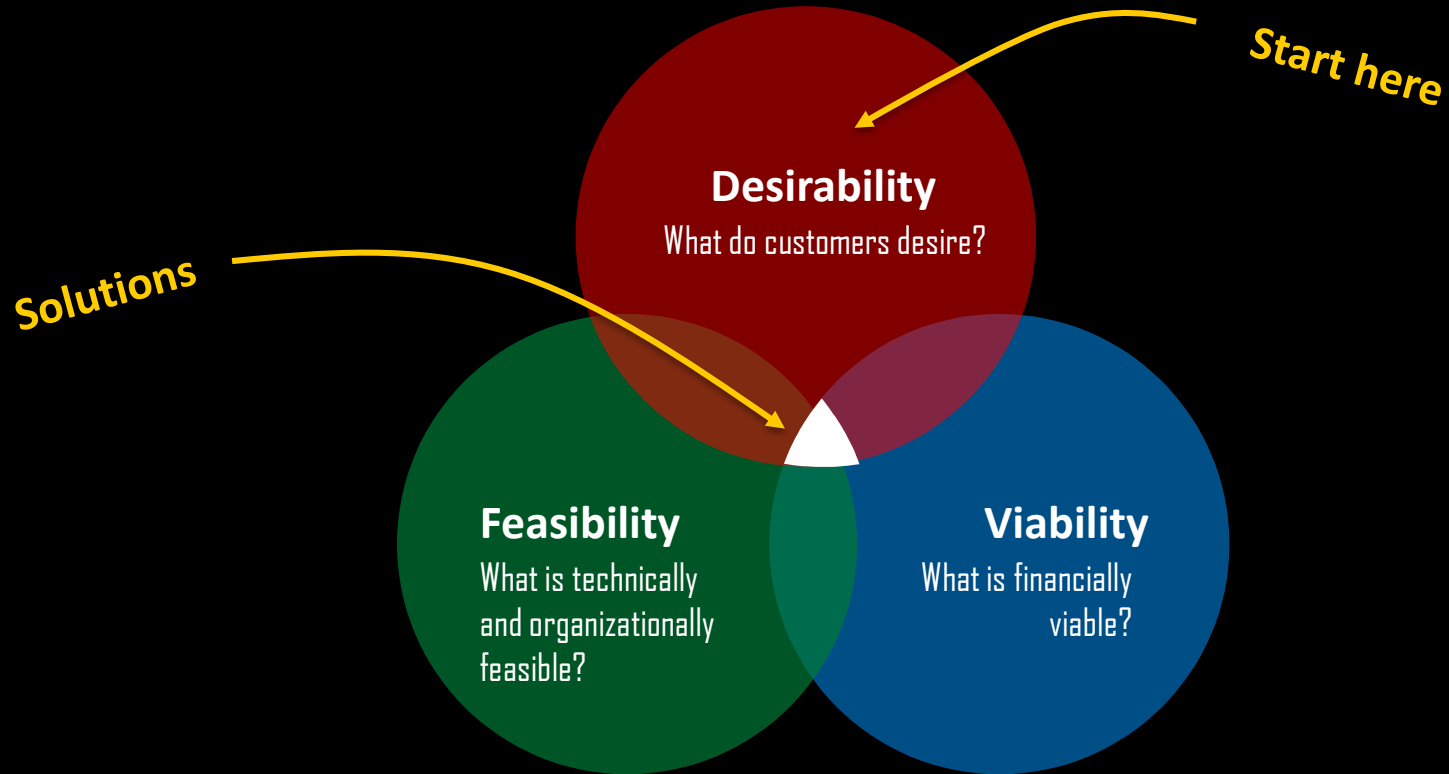 Start here
Desirability
What do customers desire?
Solutions
Feasibility
What is technically
and organizationally
feasible?
Viability
What is financially
viable?